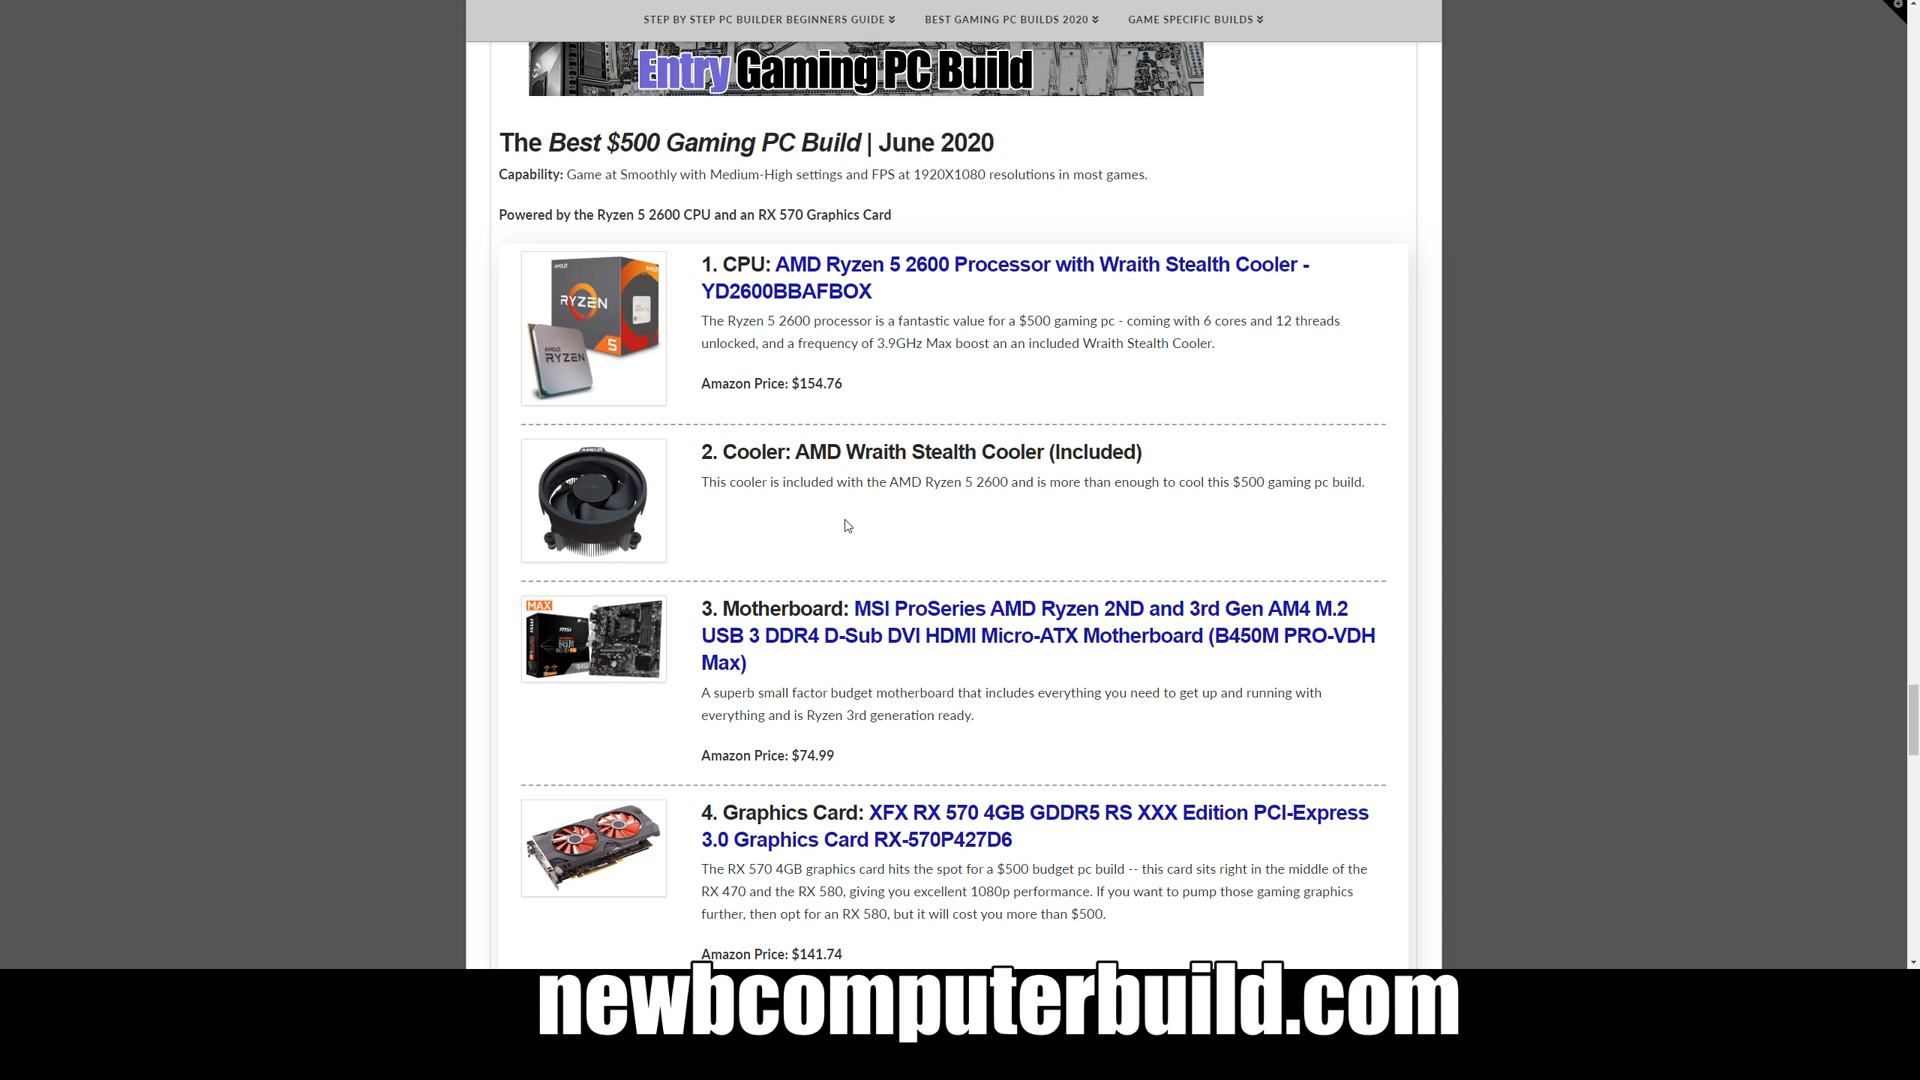 STEP BY STEP PC BUILDER BEGINNERS GUIDE BEST GAMING PC BUILDS 2020 GAME SPECIFIC BUILDS
Entry Gaming PC Build
The Best $500 Gaming PC Build | June 2020
Capability: Game at Smoothly with Medium-High settings and FPS at 1920X1080 resolutions in most games.
Powered by the Ryzen 5 2600 CPU and an RX 570 Graphics Card
AMD
RYZEN
5
AMD
RYZEN
1. CPU: AMD Ryzen 5 2600 Processor with Wraith Stealth Cooler -
YD2600BBAFBOX
The Ryzen 5 2600 processor is a fantastic value for a $500 gaming pc - coming with 6 cores and 12 threads
unlocked, and a frequency of 3.9GHz Max boost an an included Wraith Stealth Cooler.
Amazon Price: $154.76
AMD
2. Cooler: AMD Wraith Stealth Cooler (Included)
This cooler is included with the AMD Ryzen 5 2600 and is more than enough to cool this $500 gaming pc build.
MAX
msi
3. Motherboard: MSI ProSeries AMD Ryzen 2ND and 3rd Gen AM4 M.2
USB 3 DDR4 D-Sub DVI HDMI Micro-ATX Motherboard (B450M PRO-VDH
Max)
A superb small factor budget motherboard that includes everything you need to get up and running with
everything and is Ryzen 3rd generation ready.
Amazon Price: $74.99
4. Graphics Card: XFX RX 570 4GB GDDR5 RS XXX Edition PCI-Express
3.0 Graphics Card RX-570P427D6
The RX 570 4GB graphics card hits the spot for a $500 budget pc build -- this card sits right in the middle of the
RX 470 and the RX 580, giving you excellent 1080p performance. If you want to pump those gaming graphics
further, then opt for an RX 580, but it will cost you more than $500.
Amazon Price: $141.74
newbcomputerbuild.com